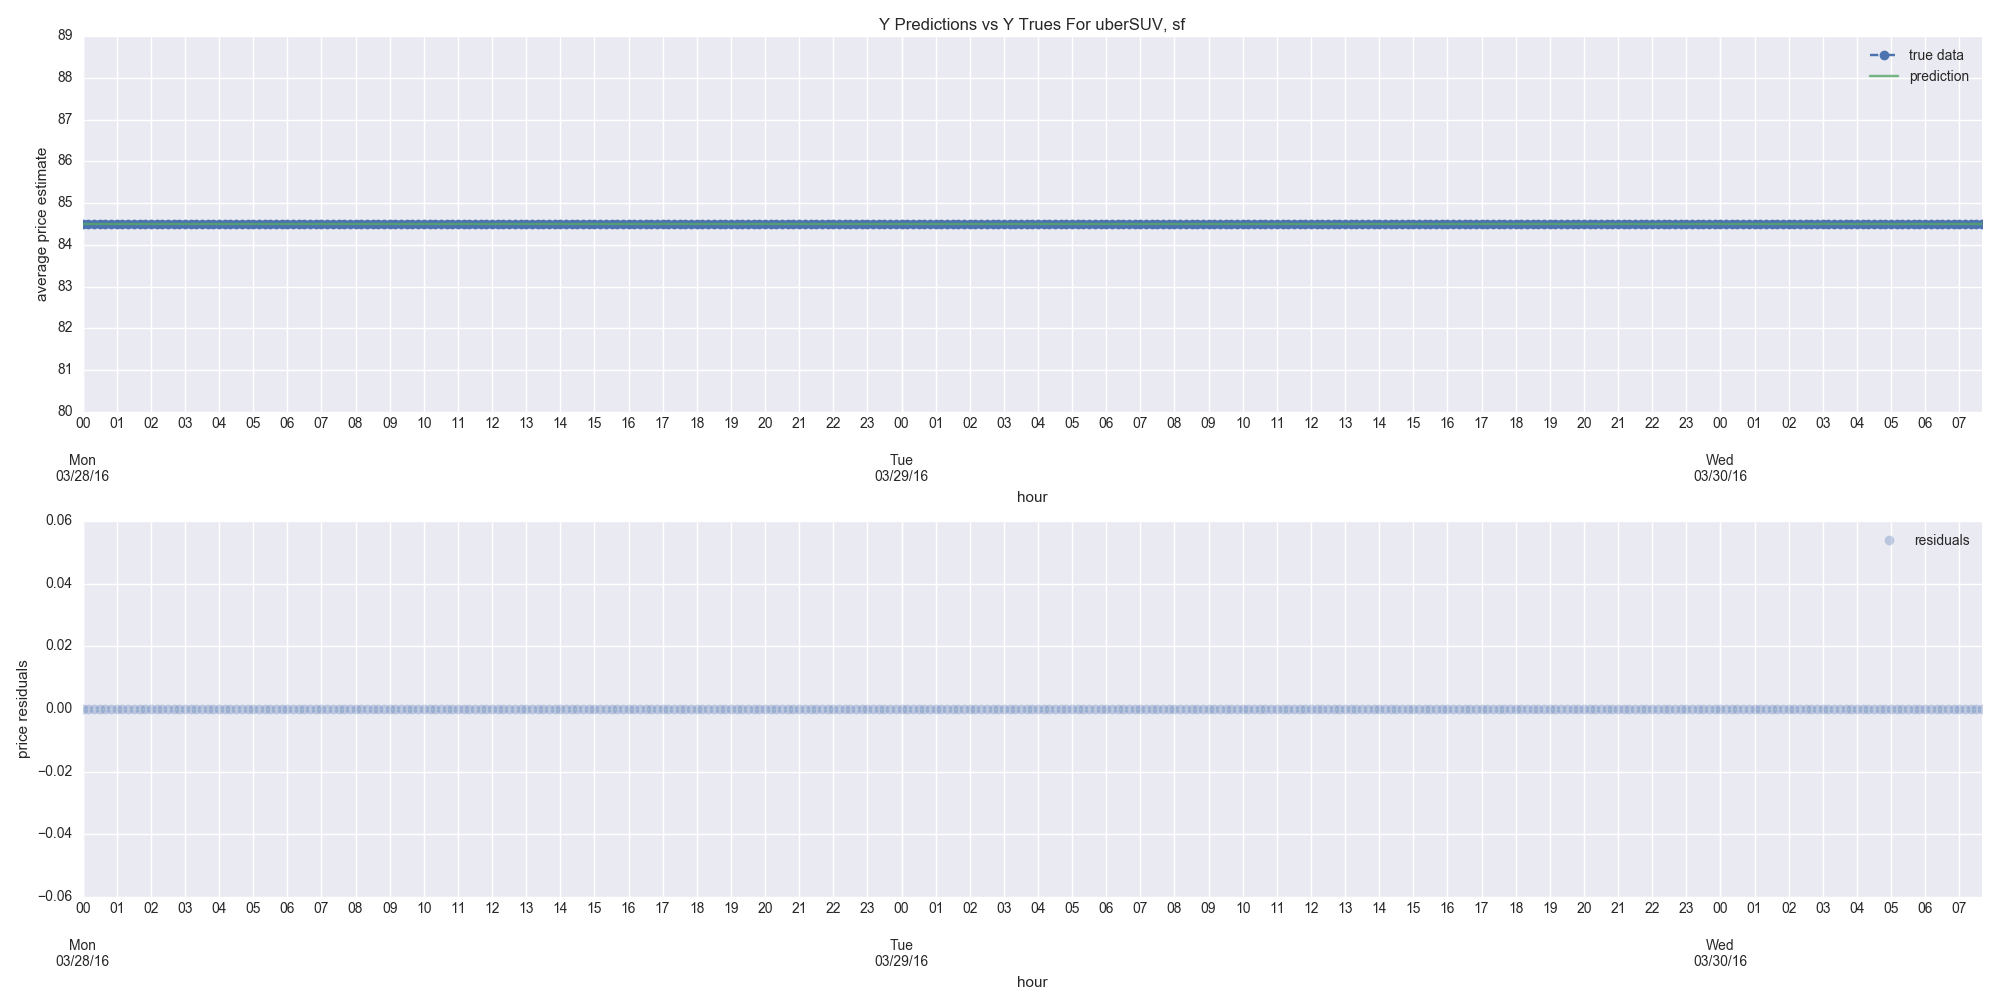 Y Predictions vs Y Trues For uberSUV, sf
true data
prediction
average price estimate
89
88
87
86
85
84
83
82
81
80
00 01 02 03 04 05 06 07 08 09 10 11 12 13 14 15 16 17 18 19 20 21 22 23 00 01 02 03 04 05 06 07 08 09 10 11 12 13 14 15 16 17 18 19 20 21 22 23 00 01 02 03 04 05 06 07
Mon Tue Wed
03/28/16 03/29/16 03/30/16
hour
residuals
price residuals
0.06
0.04
0.02
0.00
−0.02
−0.04
−0.06
00 01 02 03 04 05 06 07 08 09 10 11 12 13 14 15 16 17 18 19 20 21 22 23 00 01 02 03 04 05 06 07 08 09 10 11 12 13 14 15 16 17 18 19 20 21 22 23 00 01 02 03 04 05 06 07
Mon Tue Wed
03/28/16 03/29/16 03/30/16
hour